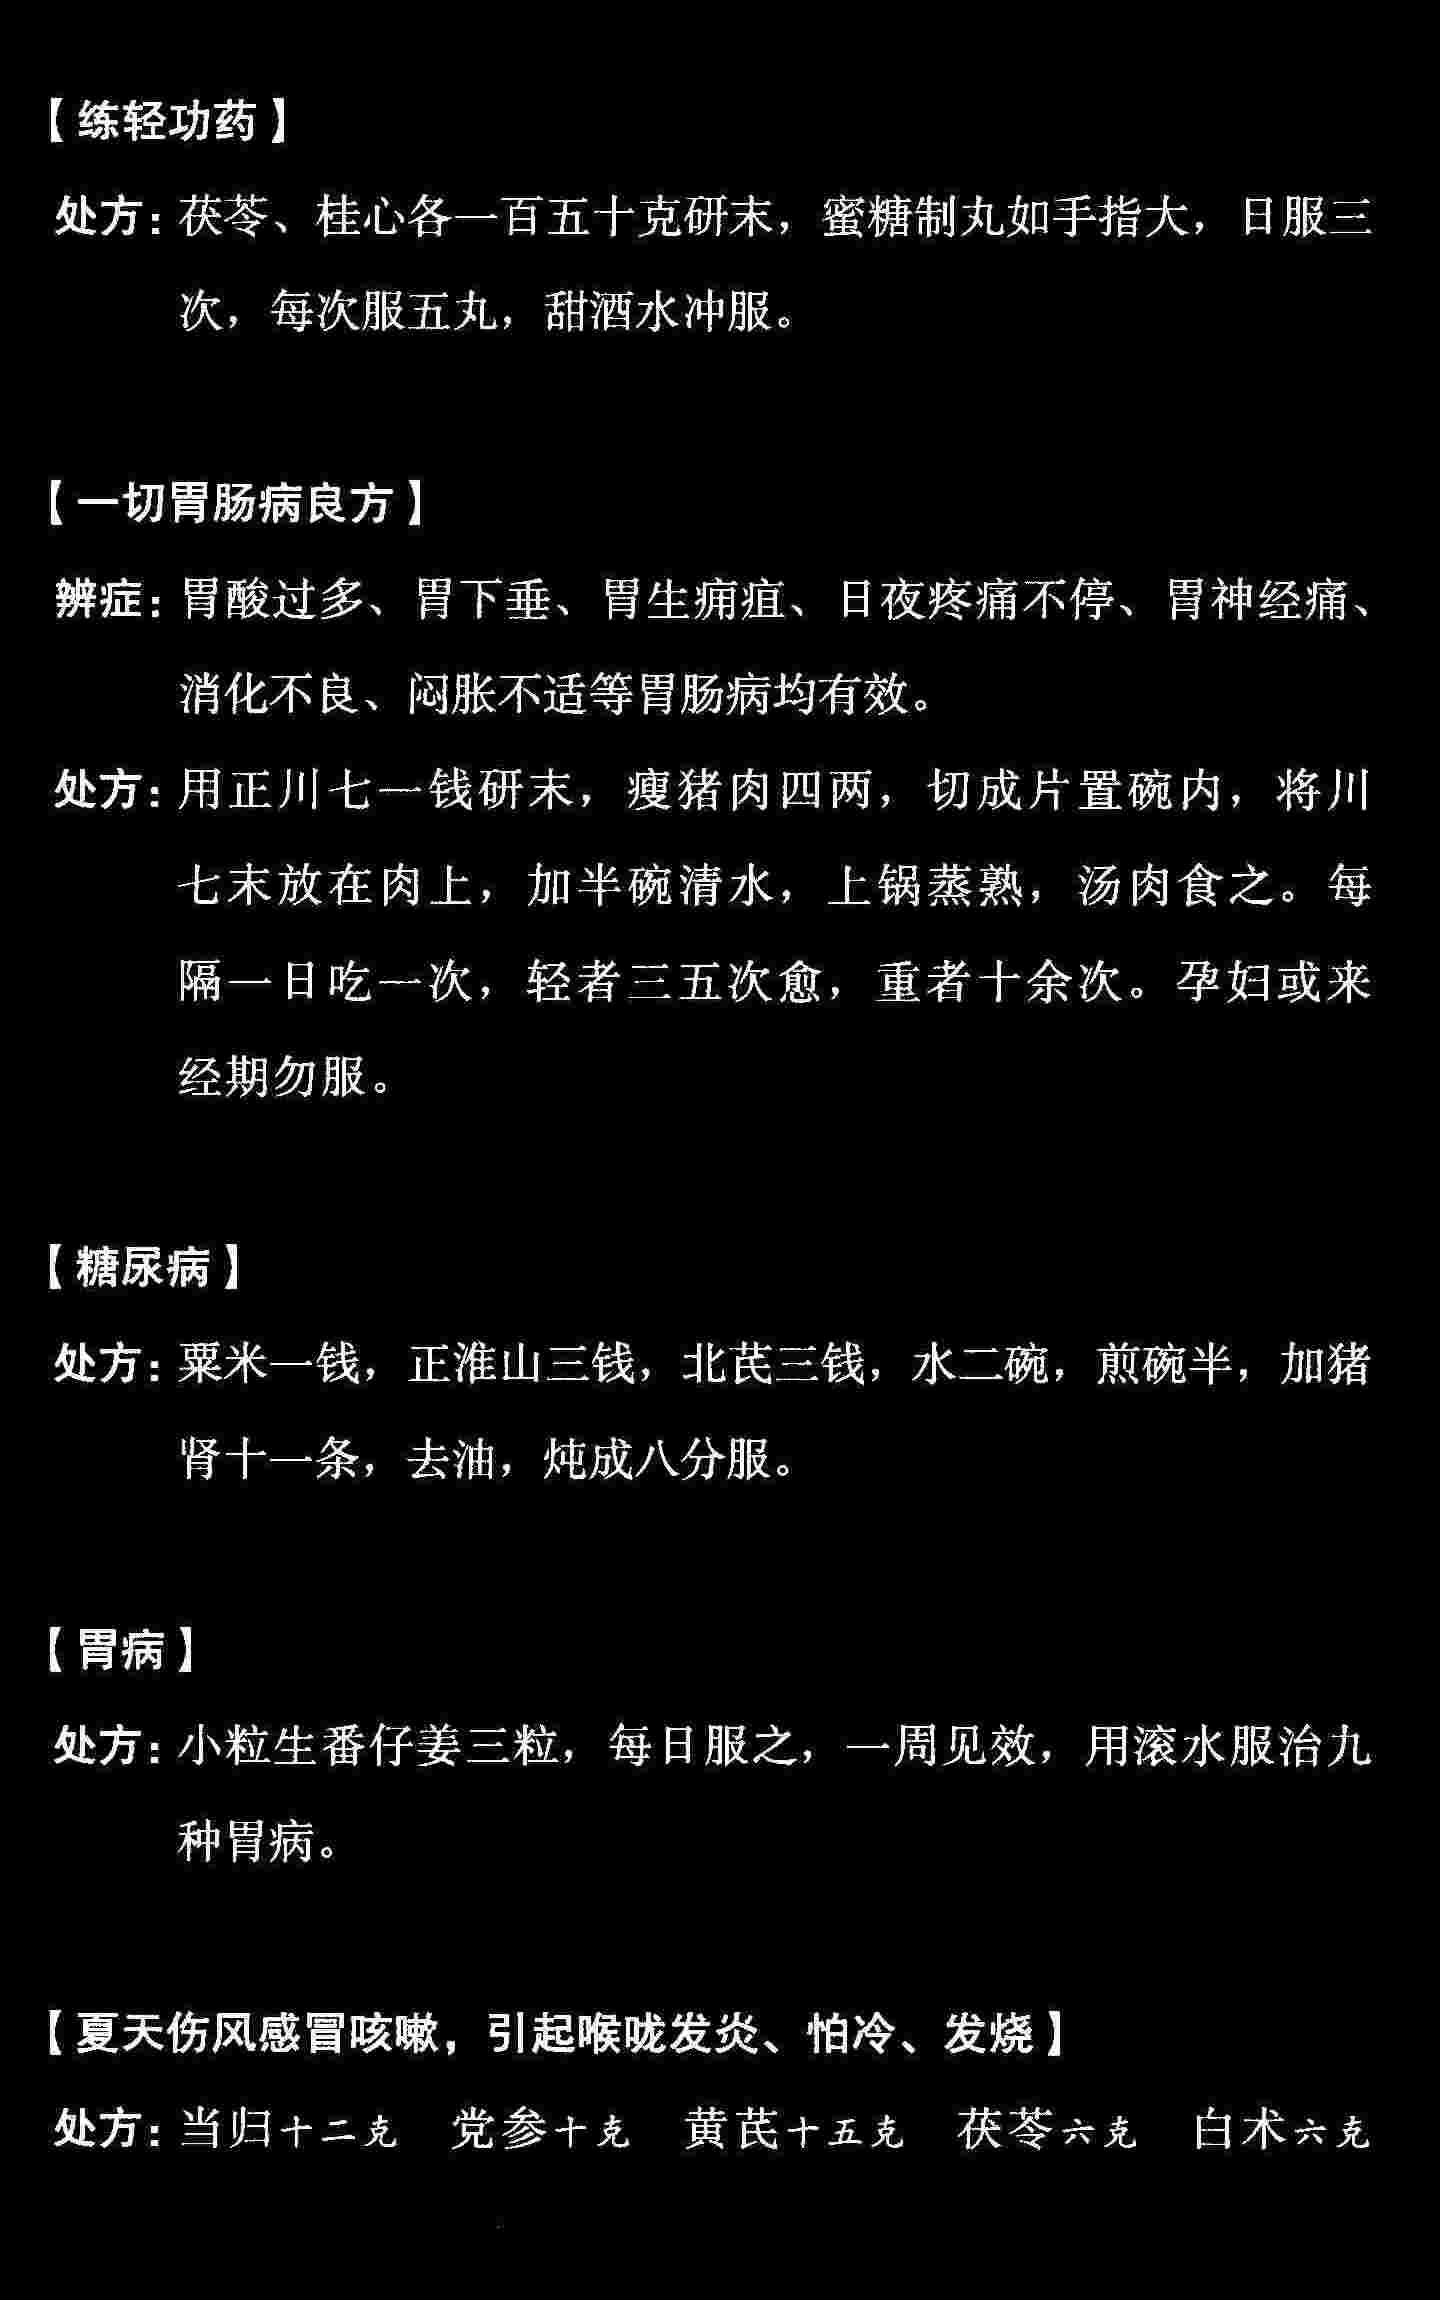 【练轻功药】
处方：茯苓、桂心各一百五十克研末，蜜糖制丸如手指大，日服三
次，每次服五丸，甜酒水冲服。
【一切胃肠病良方】
辨症：胃酸过多、胃下垂、胃生痈疽、日夜疼痛不停、胃神经痛、
消化不良、闷胀不适等胃肠病均有效。
处方：用正川七一钱研末，瘦猪肉四两，切成片置碗内，将川
七末放在肉上，加半碗清水，上锅蒸熟，汤肉食之。每
隔一日吃一次，轻者三五次愈，重者十余次。孕妇或来
经期勿服。
【糖尿病】
处方：粟米一钱，正淮山三钱，北芪三钱，水二碗，煎碗半，加猪
肾十一条，去油，炖成八分服。
【胃病】
处方：小粒生番仔姜三粒，每日服之，一周见效，用滚水服治九
种胃病。
【夏天伤风感冒咳嗽，引起喉咙发炎、怕冷、发烧】
处方：当归十二克 党参十克 黄芪十五克 茯苓六克 白术六克